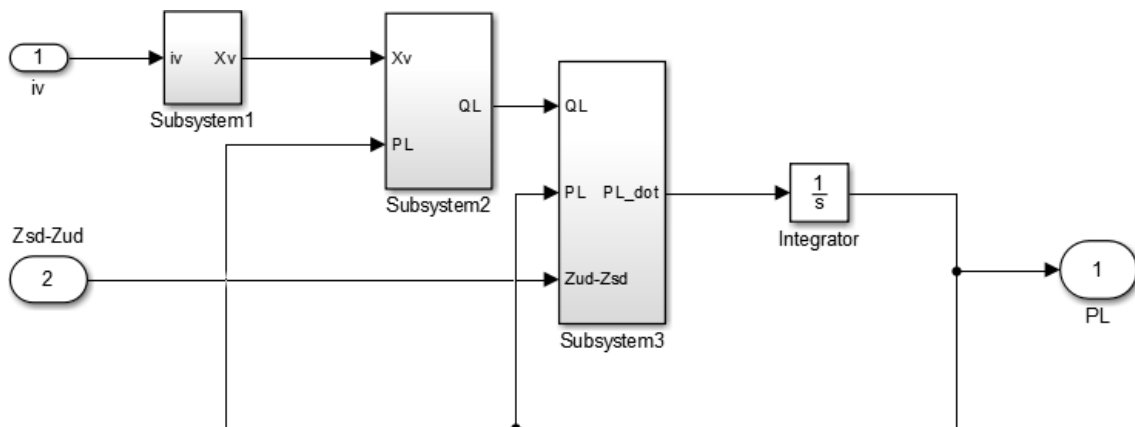 1
iv
iv Xv
Subsystem1
Xv
QL
PL
Subsystem2
QL
PL PL_dot
Zud-Zsd
Subsystem3
1
s
Integrator
Zsd-Zud
2
1
PL